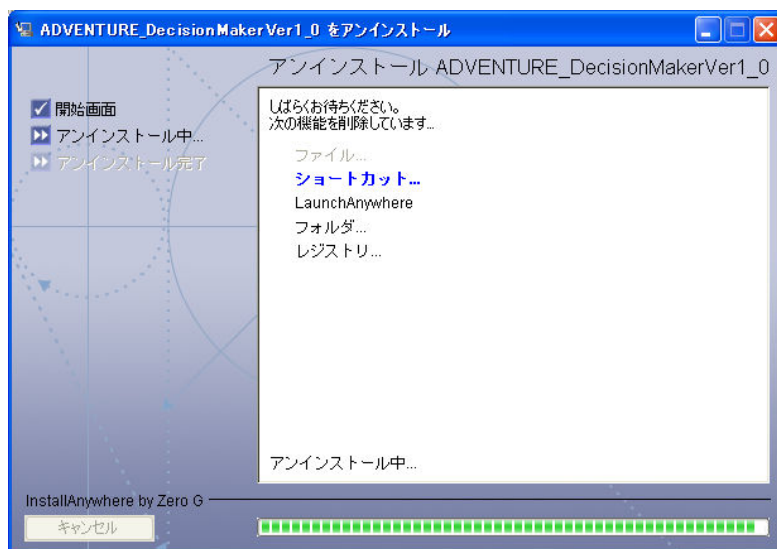 ADVENTURE_DecisionMakerVer1_0 をアンインストール
アンインストール ADVENTURE_DecisionMakerVer1_0
開始画面
アンインストール中...
アンインストール完了
しばらくお待ちください。
次の機能を削除しています...
ファイル...
ショートカット...
LaunchAnywhere
フォルダ...
レジストリ...
アンインストール中...
InstallAnywhere by Zero G
キャンセル